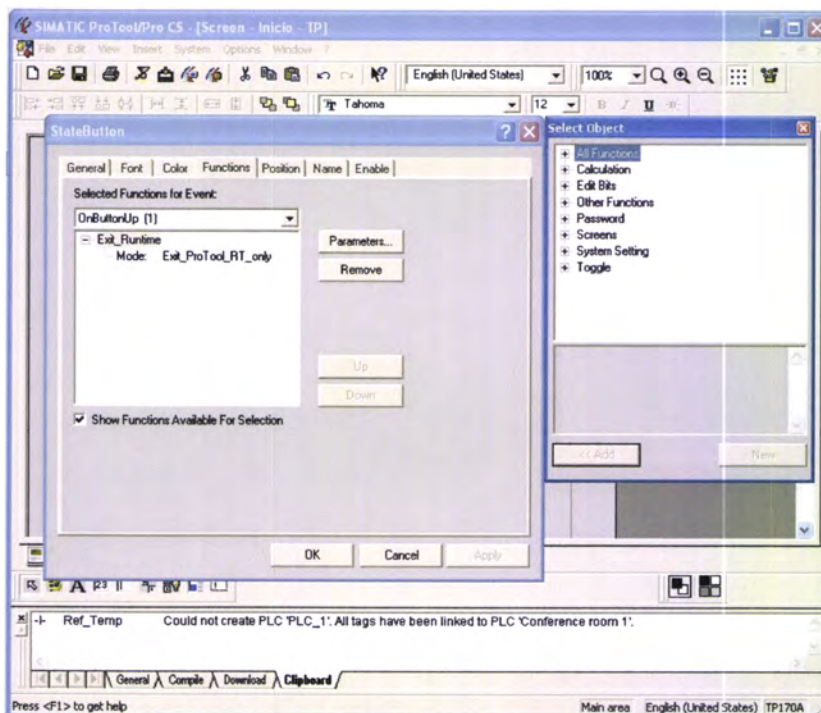 SIMATIC ProTool/Pro CS - [Screen - Inicio - TP]
File Edit View Insert System Options Window ?
English (United States) 100%
Tahoma 12 B I U
StateButton
General Font Color Functions Position Name Enable
Selected Functions for Event:
OnButtonUp (1)
Exit_Runtime
Mode: Exit_ProTool_RT_only
Parameters...
Remove
Up
Down
Show Functions Available For Selection
OK Cancel Apply
Select Object
All Functions
Calculation
Edit Bits
Other Functions
Password
Screens
System Setting
Toggle
<< Add New
Ref_Temp Could not create PLC 'PLC_1'. All tags have been linked to PLC 'Conference room 1'.
General Compile Download Clipboard
Press <F1> to get help Main area English (United States) TP170A